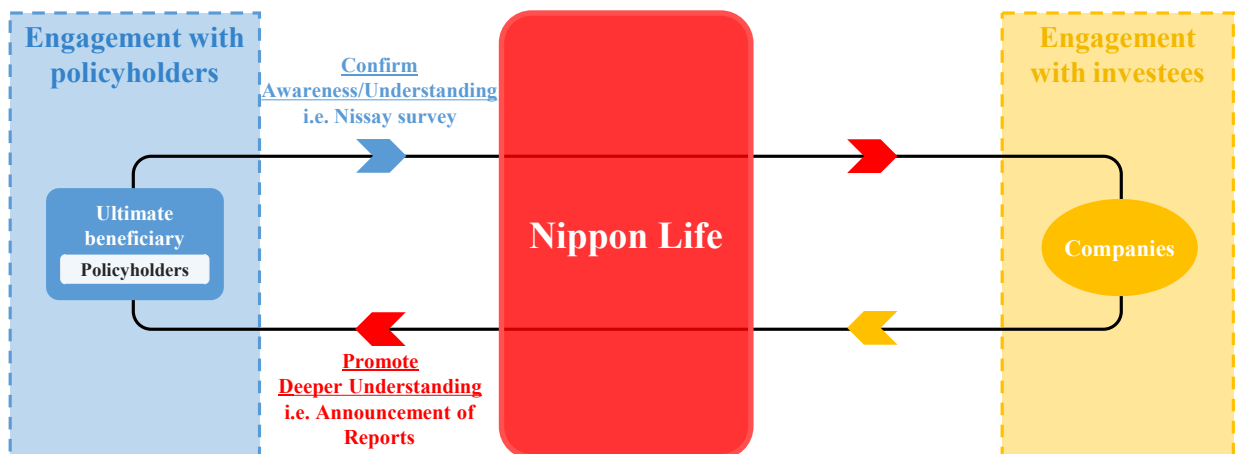 Engagement with
policyholders
Confirm
Awareness/Understanding
i.e. Nissay survey
Engagement
with investees
Ultimate
beneficiary
Policyholders
Nippon Life
Companies
Promote
Deeper Understanding
i.e. Announcement of
Reports